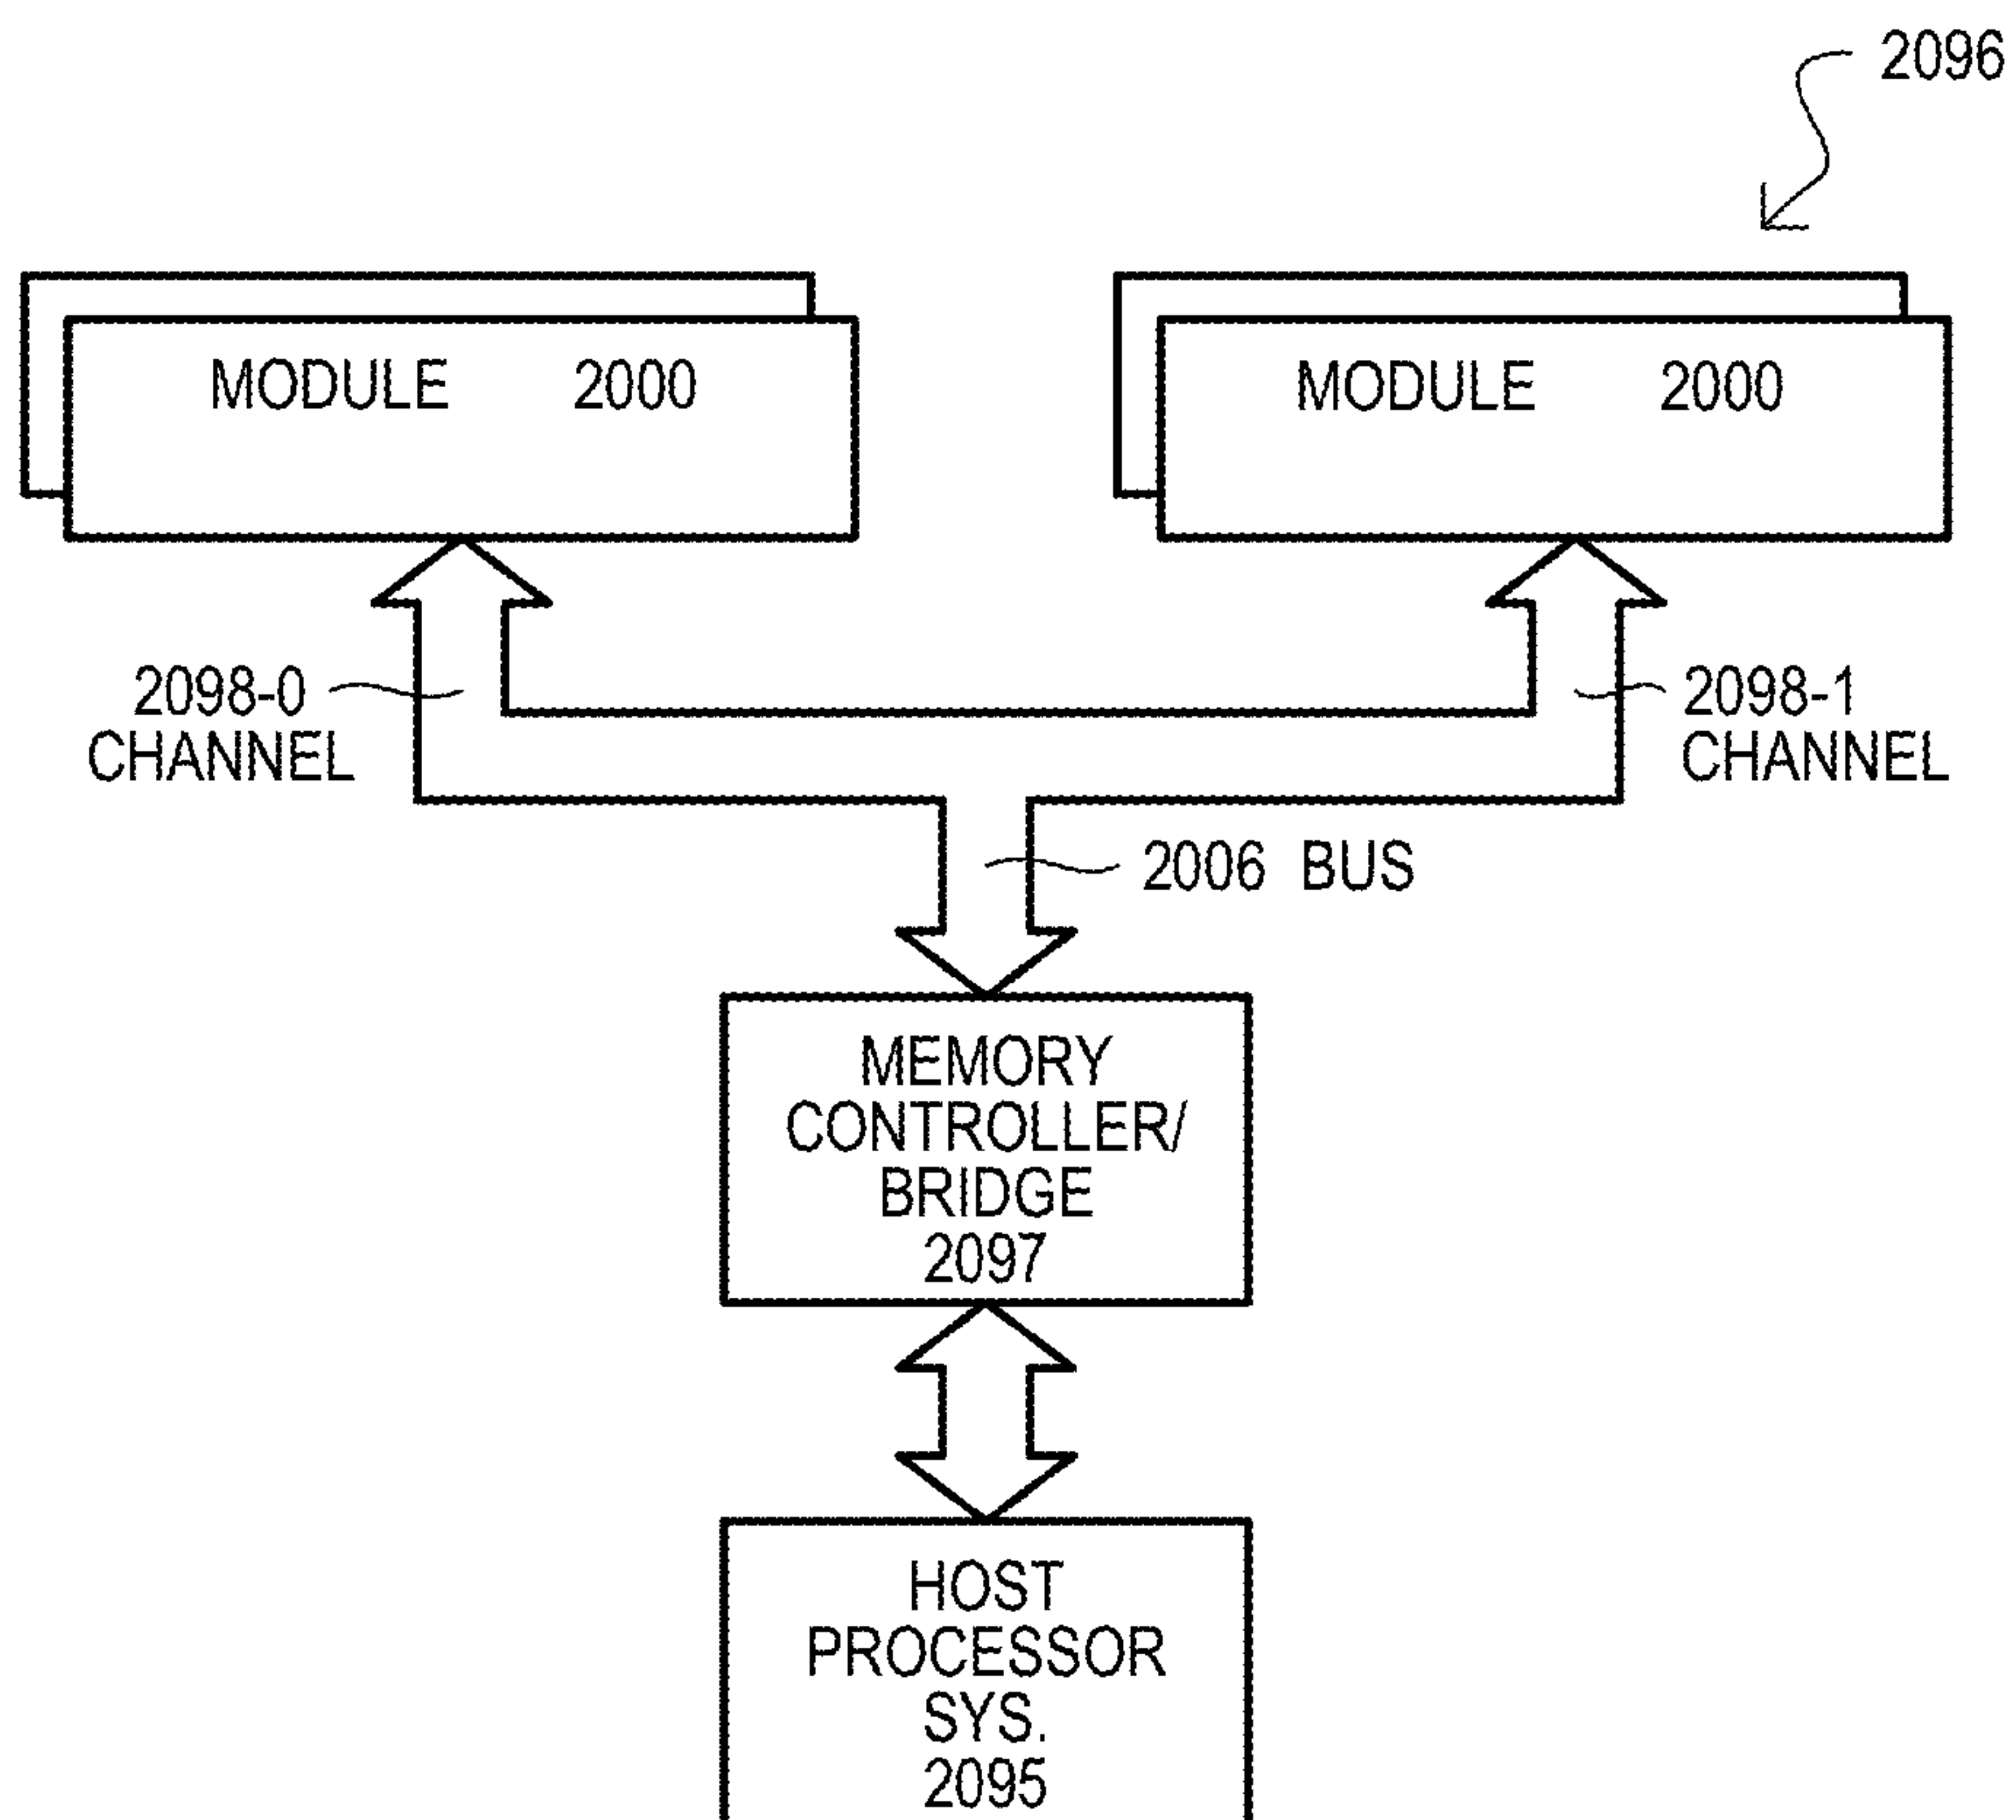 2096
MODULE 2000
MODULE 2000
2098-0
CHANNEL
2098-1
CHANNEL
2006 BUS
MEMORY
CONTROLLER/
BRIDGE
2097
HOST
PROCESSOR
SYS.
2095